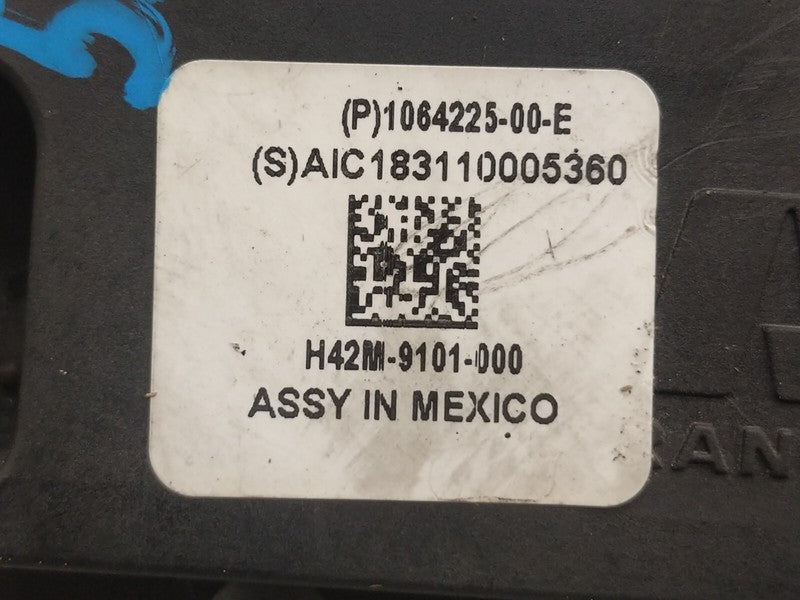 (P)1064225-00-E
(S)AIC183110005360
H42M-9101-000
ASSY IN MEXICO